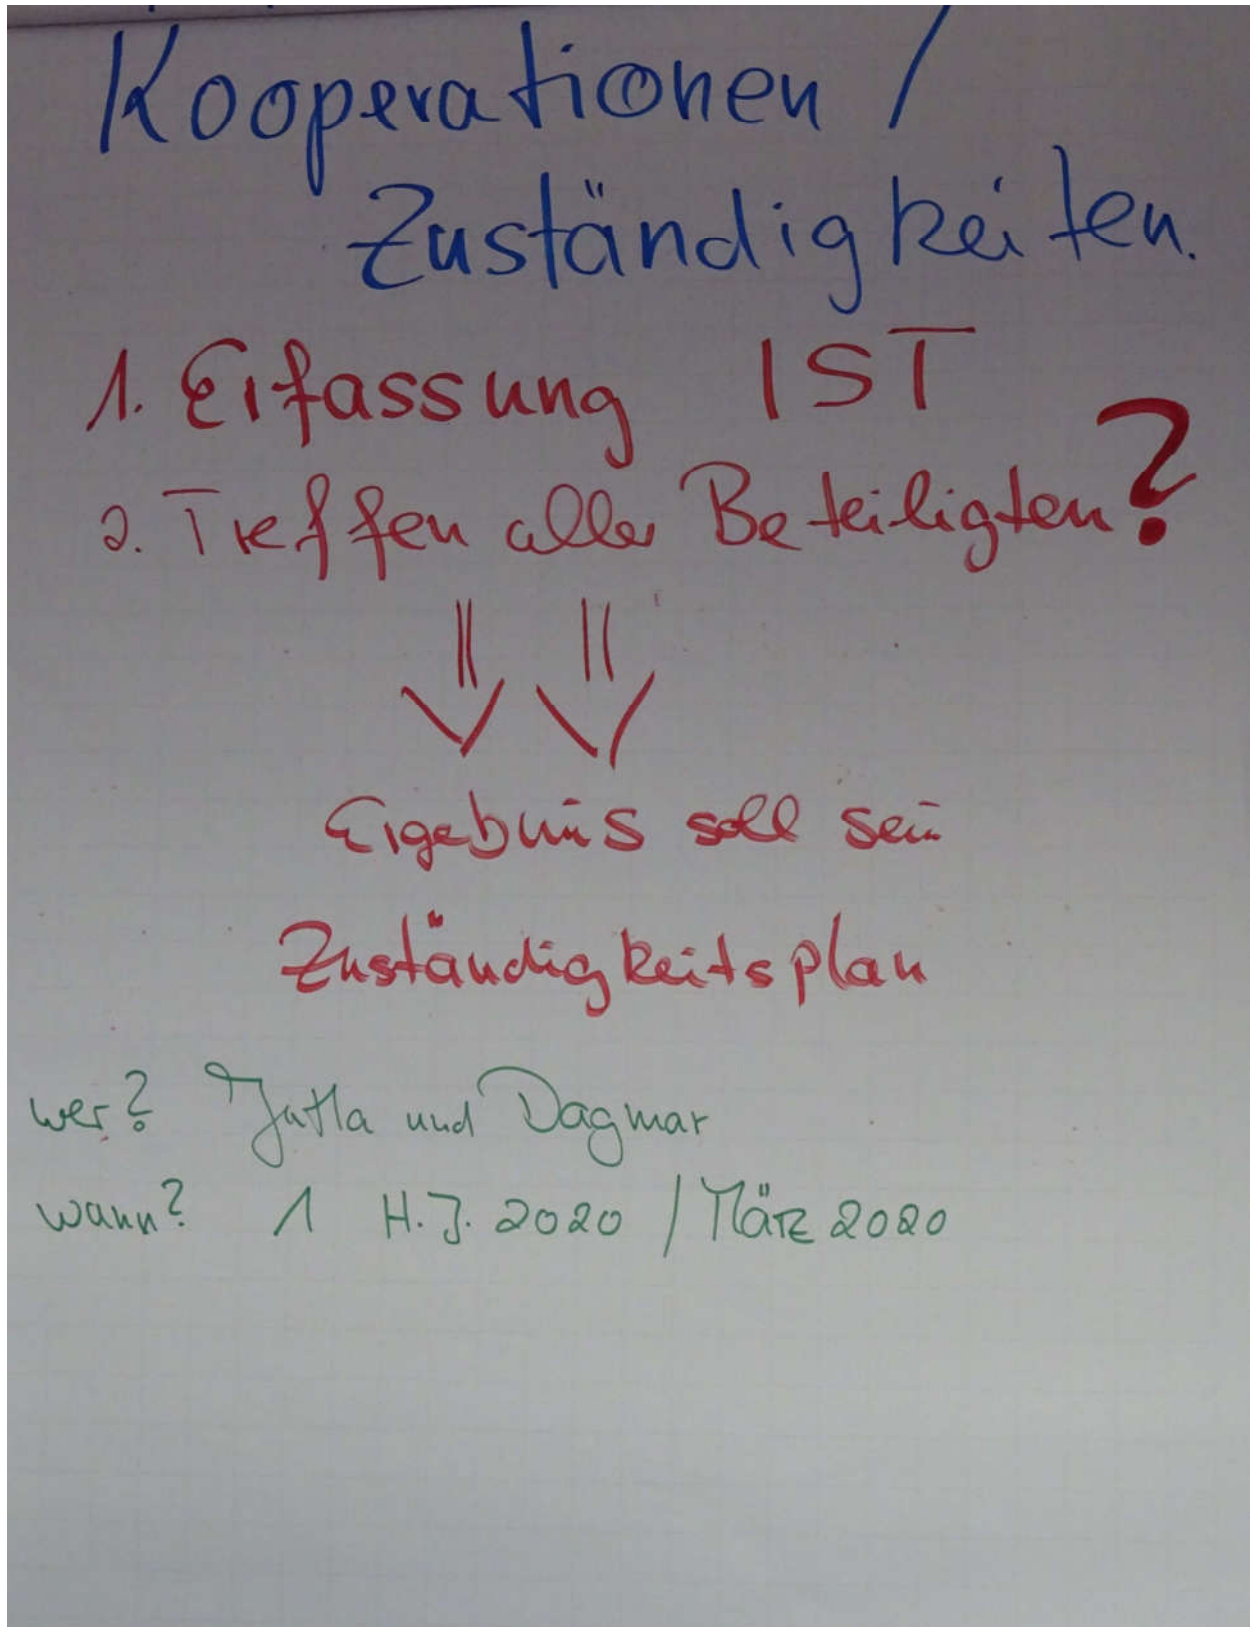 Kooperationen /
Zuständigkeiten.
1. Erfassung IST
2. Treffen aller Beteiligten?
Ergebnis soll sein
Zuständigkeitsplan
wer? Jutta und Dagmar
wann? 1 H.J. 2020 / März 2020